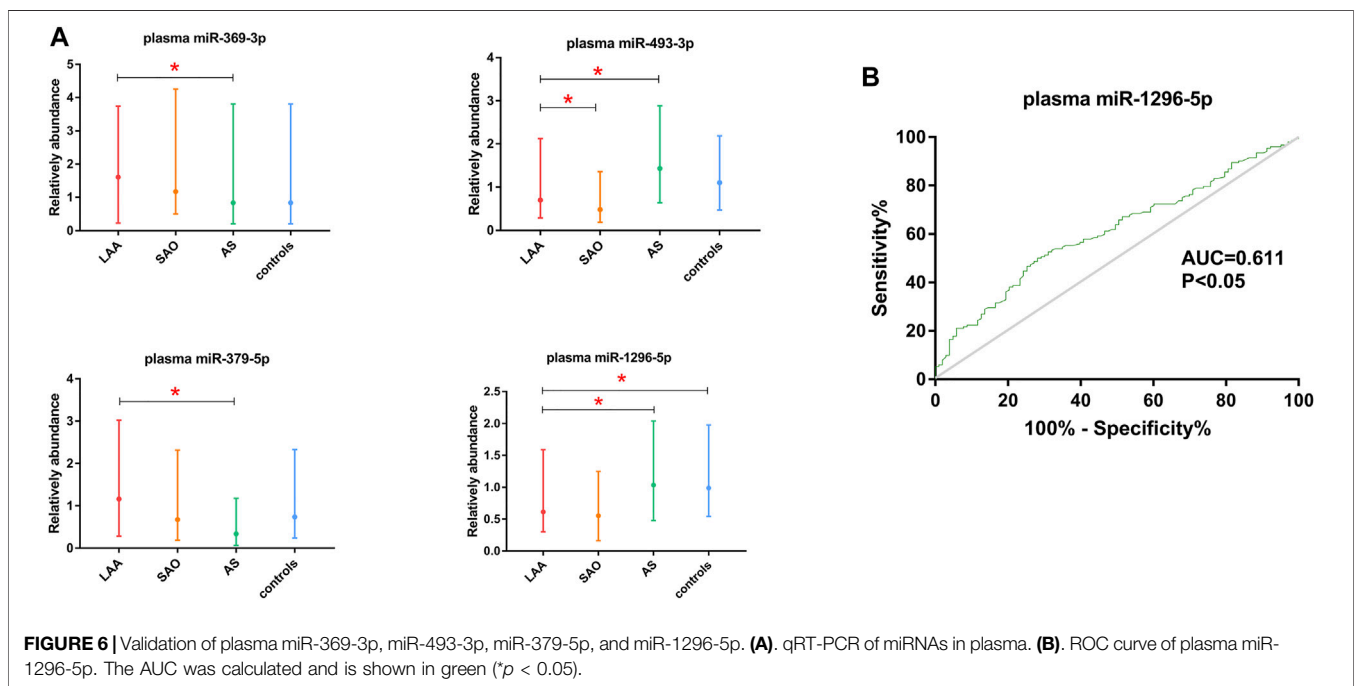 A
plasma miR-369-3p
*
Relatively abundance
5
4
3
2
1
0
LAA
SAO
AS
controls
plasma miR-493-3p
*
*
Relatively abundance
4
3
2
1
0
LAA
SAO
AS
controls
plasma miR-379-5p
*
Relatively abundance
4
3
2
1
0
LAA
SAO
AS
controls
plasma miR-1296-5p
*
*
Relatively abundance
2.5
2.0
1.5
1.0
0.5
0.0
LAA
SAO
AS
controls
B
plasma miR-1296-5p
Sensitivity%
100
80
60
40
20
0
AUC=0.611
P<0.05
0 20 40 60 80 100
100% - Specificity%
FIGURE 6 | Validation of plasma miR-369-3p, miR-493-3p, miR-379-5p, and miR-1296-5p. (A). qRT-PCR of miRNAs in plasma. (B). ROC curve of plasma miR-
1296-5p. The AUC was calculated and is shown in green (*p < 0.05).